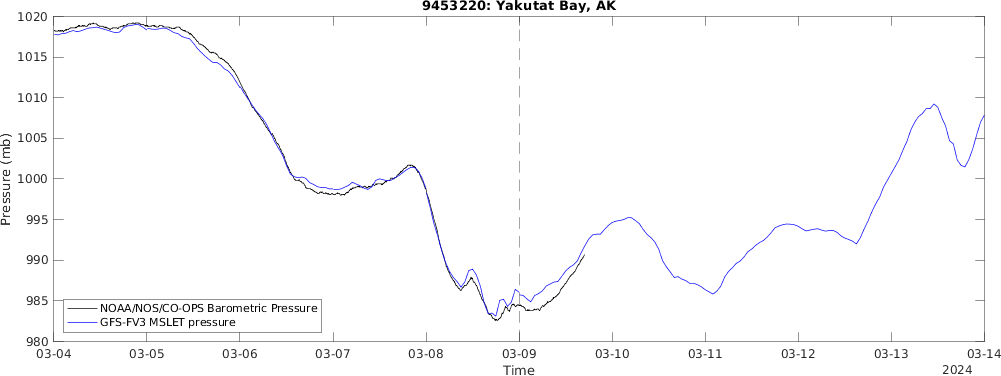 9453220: Yakutat Bay, AK
Pressure (mb)
1020
1015
1010
1005
1000
995
990
985
980
NOAA/NOS/CO-OPS Barometric Pressure
GFS-FV3 MSLET pressure
03-04 03-05 03-06 03-07 03-08 03-09 03-10 03-11 03-12 03-13 03-14
Time
2024